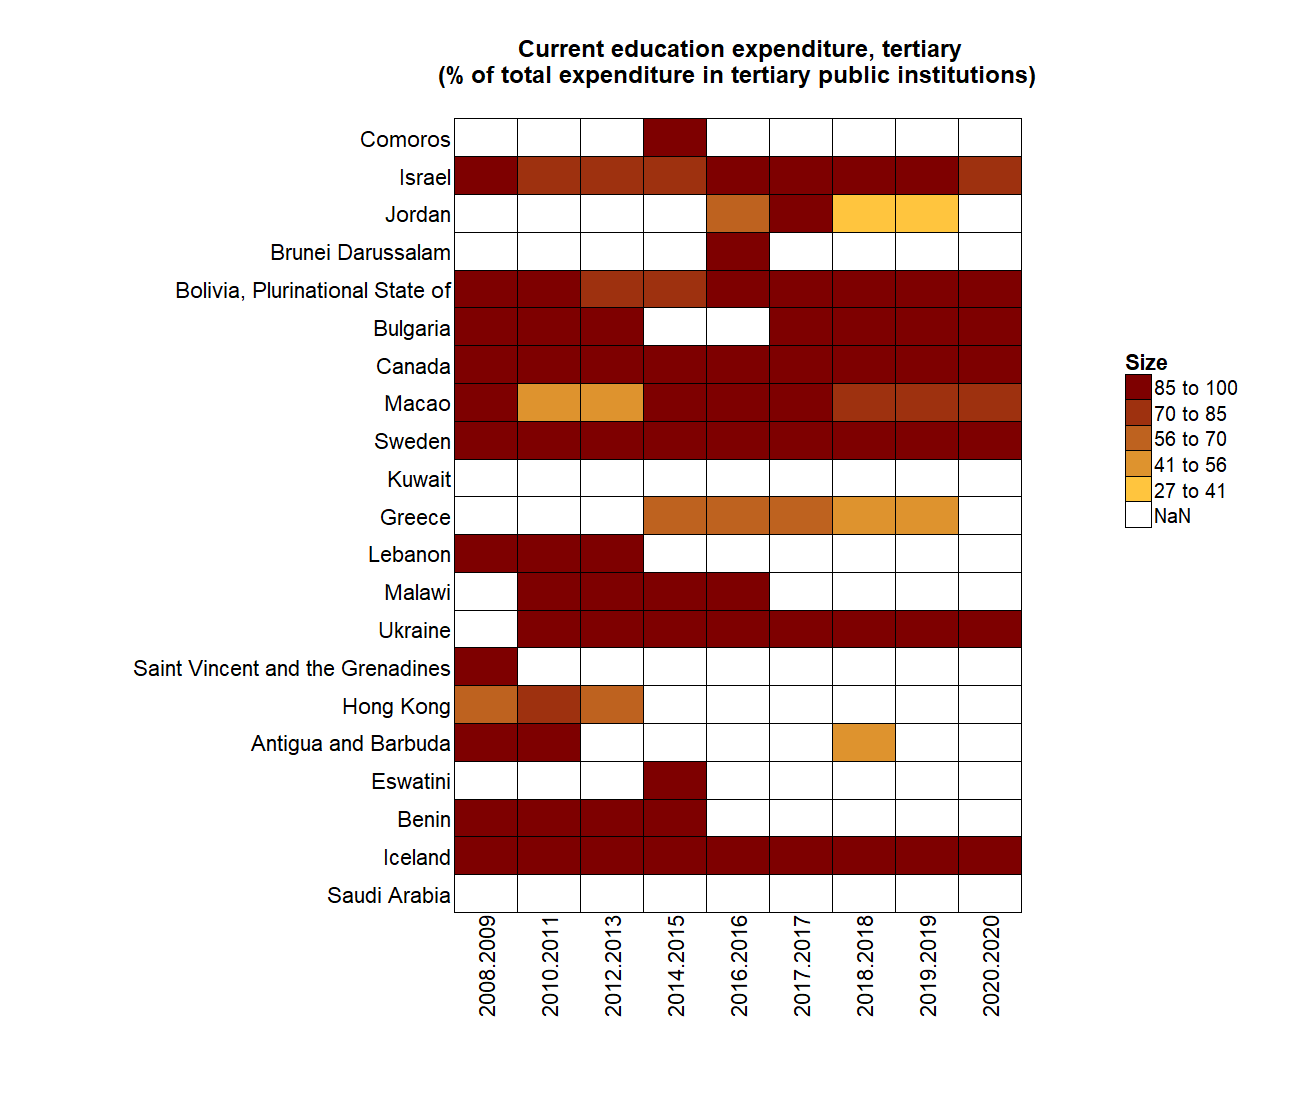 Current education expenditure, tertiary
(% of total expenditure in tertiary public institutions)
Comoros
Israel
Jordan
Brunei Darussalam
Bolivia, Plurinational State of
Bulgaria
Canada
Macao
Sweden
Kuwait
Greece
Lebanon
Malawi
Ukraine
Saint Vincent and the Grenadines
Hong Kong
Antigua and Barbuda
Eswatini
Benin
Iceland
Saudi Arabia
2008.2009
2010.2011
2012.2013
2014.2015
2016.2016
2017.2017
2018.2018
2019.2019
2020.2020
Size
85 to 100
70 to 85
56 to 70
41 to 56
27 to 41
NaN